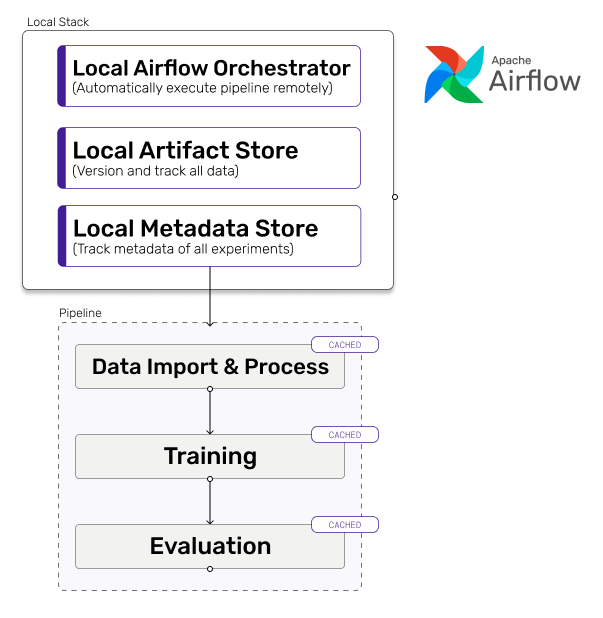 Local Stack
Local Airflow Orchestrator
(Automatically execute pipeline remotely)
Apache
Airflow
Local Artifact Store
(Version and track all data)
Local Metadata Store
(Track metadata of all experiments)
Pipeline
CACHED
Data Import & Process
CACHED
Training
CACHED
Evaluation